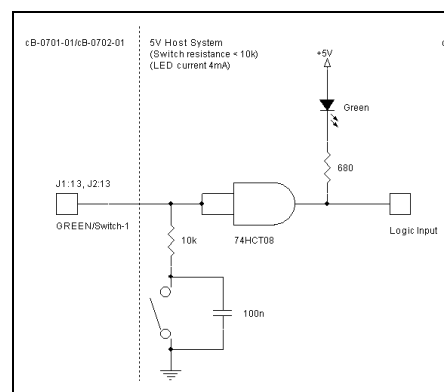 cB-0701-01/cB-0702-01
5V Host System
(Switch resistance < 10k)
(LED current 4mA)
+5V
Green
680
J1:13, J2:13
GREEN/Switch-1
10k
74HCT08
Logic Input
100n